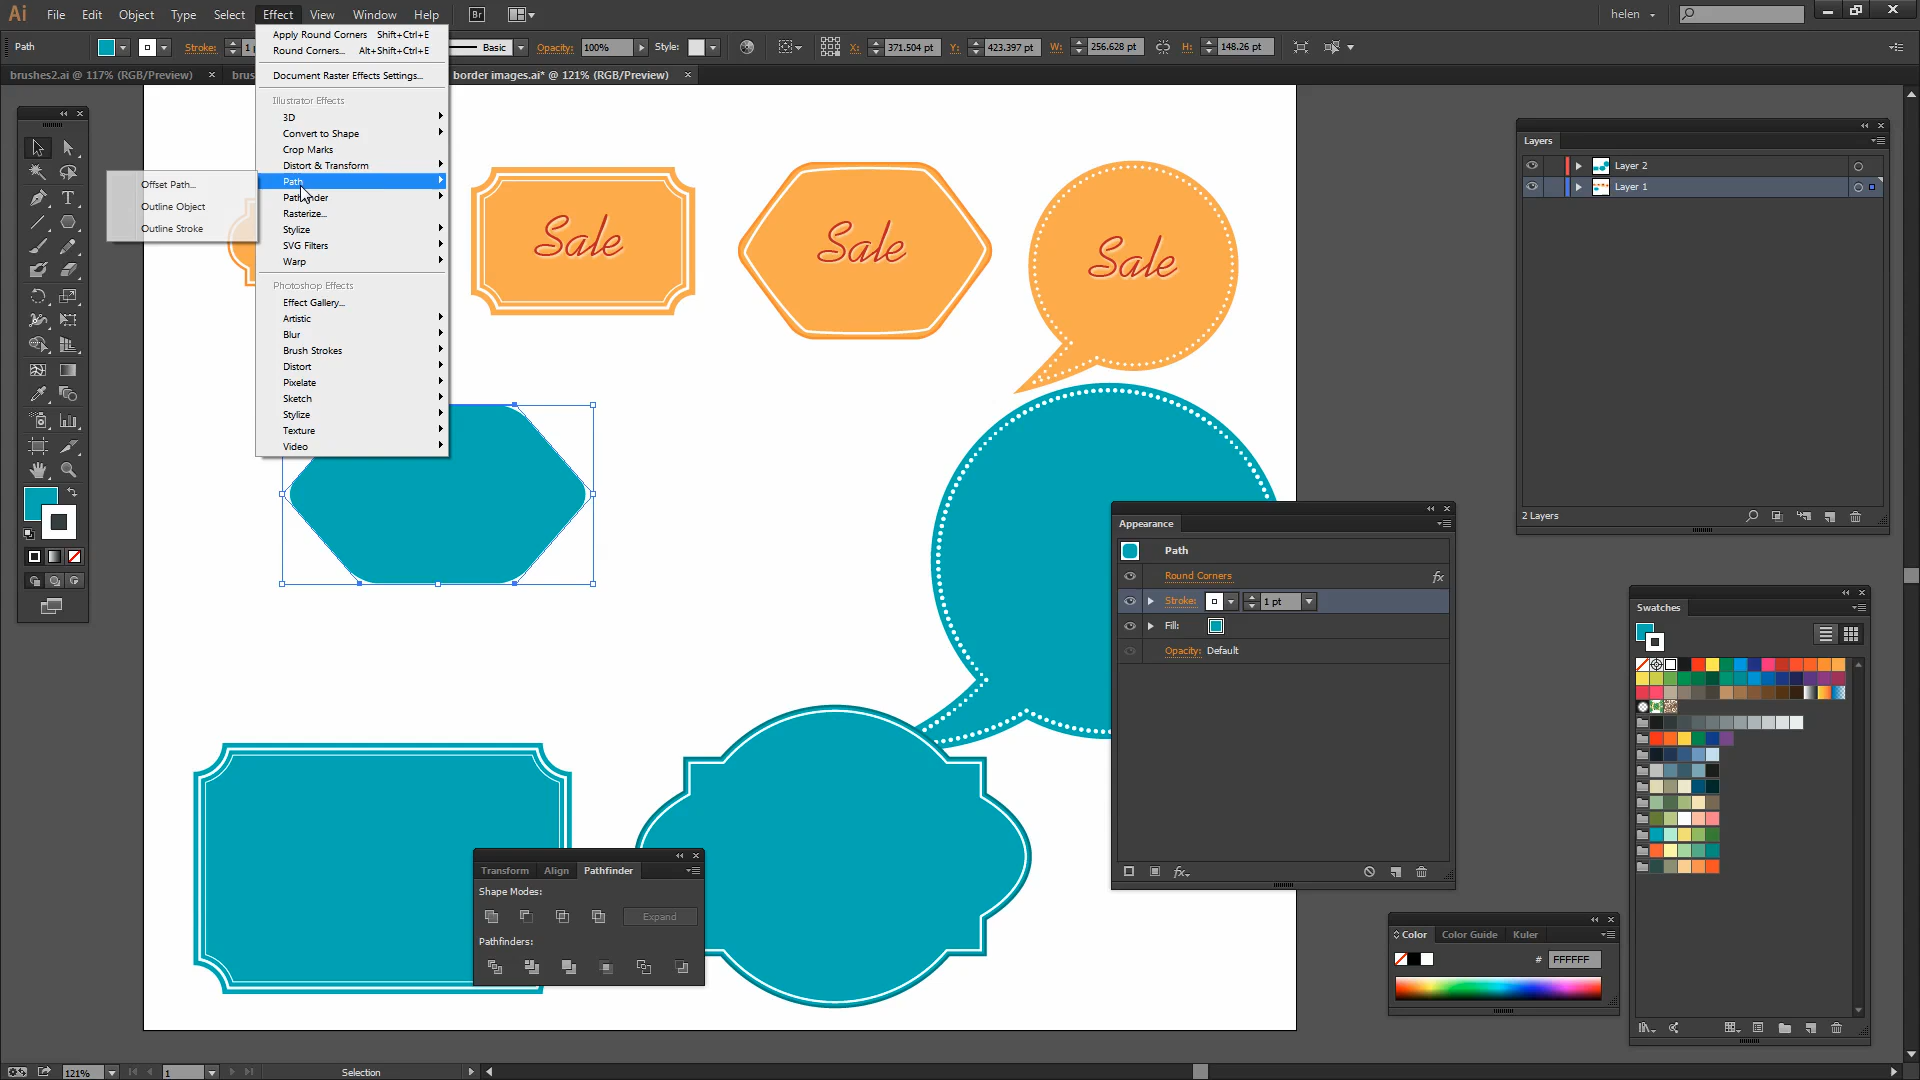 Ai File Edit Object Type Select Effect View Window Help Br helen
Path Stroke: 1 Basic Opacity: 100% Style: X: 371.504 pt Y: 423.397 pt W: 256.628 pt H: 148.26 pt
brushes2.ai @ 117% (RGB/Preview) × border images.ai* @ 121% (RGB/Preview) ×
Apply Round Corners Shift+Ctrl+E
Round Corners... Alt+Shift+Ctrl+E
Document Raster Effects Settings...
Illustrator Effects
3D
Convert to Shape
Crop Marks
Distort & Transform
Path
Pathfinder
Rasterize...
Stylize
SVG Filters
Warp
Photoshop Effects
Effect Gallery...
Artistic
Blur
Brush Strokes
Distort
Pixelate
Sketch
Stylize
Texture
Video
Offset Path...
Outline Object
Outline Stroke
Sale
Sale
Sale
Layers
Layer 2
Layer 1
2 Layers
Appearance
Path
Round Corners fx
Stroke: 1 pt
Fill:
Opacity: Default
fx
Swatches
Transform Align Pathfinder
Shape Modes:
Expand
Pathfinders:
Color Color Guide Kuler
# FFFFFF
121% 1 Selection